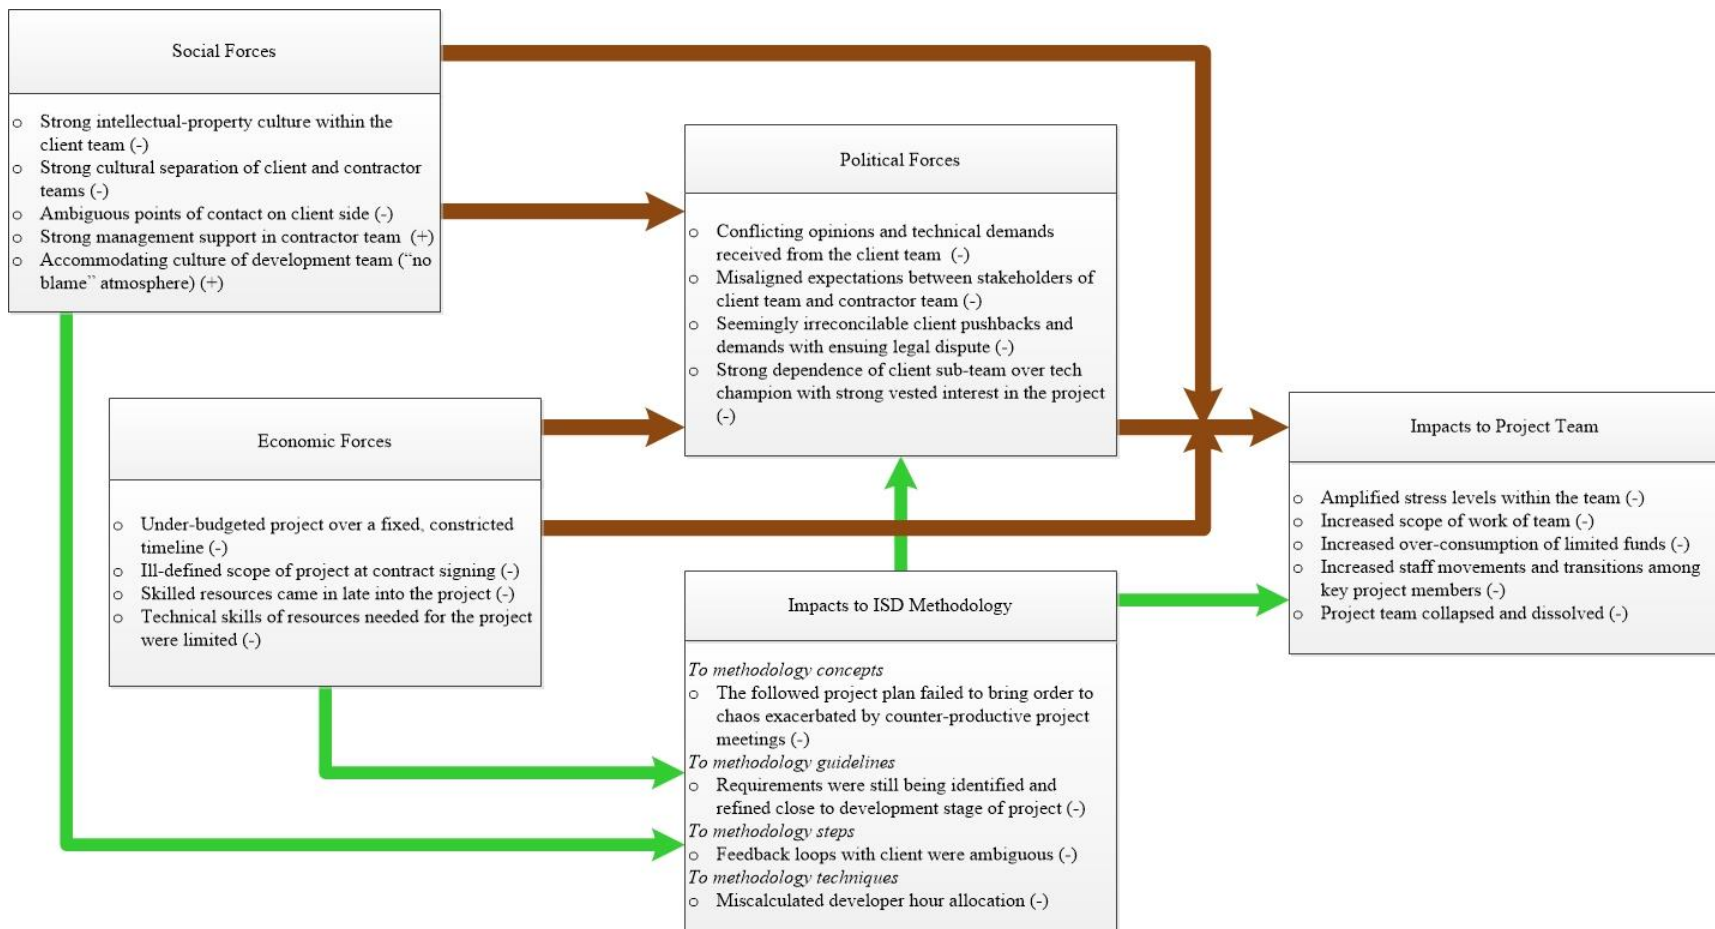 Social Forces
o Strong intellectual-property culture within the
client team (-)
o Strong cultural separation of client and contractor
teams (-)
o Ambiguous points of contact on client side (-)
o Strong management support in contractor team (+)
o Accommodating culture of development team (“no
blame” atmosphere) (+)
Political Forces
o Conflicting opinions and technical demands
received from the client team (-)
o Misaligned expectations between stakeholders of
client team and contractor team (-)
o Seemingly irreconcilable client pushbacks and
demands with ensuing legal dispute (-)
o Strong dependence of client sub-team over tech
champion with strong vested interest in the project
(-)
Economic Forces
o Under-budgeted project over a fixed, constricted
timeline (-)
o Ill-defined scope of project at contract signing (-)
o Skilled resources came in late into the project (-)
o Technical skills of resources needed for the project
were limited (-)
Impacts to ISD Methodology
To methodology concepts
o The followed project plan failed to bring order to
chaos exacerbated by counter-productive project
meetings (-)
To methodology guidelines
o Requirements were still being identified and
refined close to development stage of project (-)
To methodology steps
o Feedback loops with client were ambiguous (-)
To methodology techniques
o Miscalculated developer hour allocation (-)
Impacts to Project Team
o Amplified stress levels within the team (-)
o Increased scope of work of team (-)
o Increased over-consumption of limited funds (-)
o Increased staff movements and transitions among
key project members (-)
o Project team collapsed and dissolved (-)